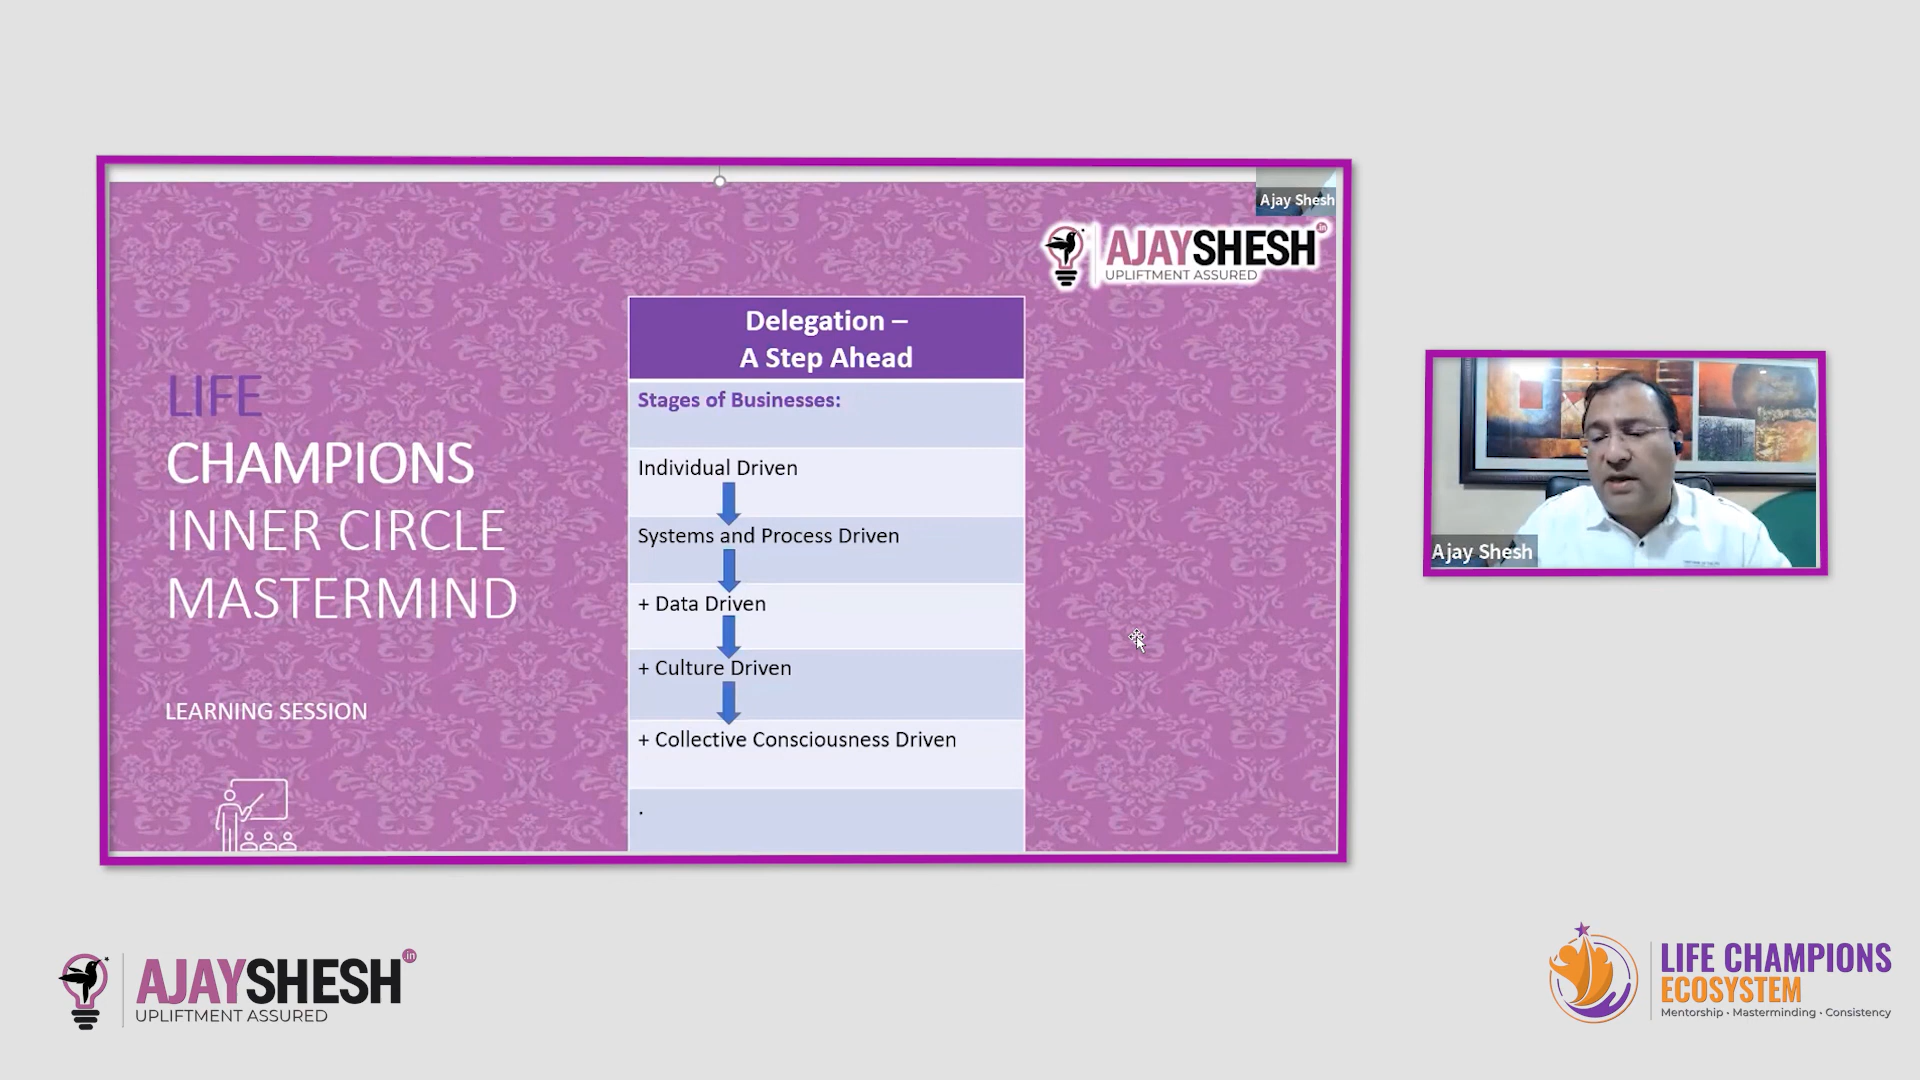 Ajay Shesh
AJAYSHESH.in
UPLIFTMENT ASSURED
LIFE
CHAMPIONS
INNER CIRCLE
MASTERMIND
LEARNING SESSION
Delegation –
A Step Ahead
Stages of Businesses:
Individual Driven
Systems and Process Driven
+ Data Driven
+ Culture Driven
+ Collective Consciousness Driven
.
Ajay Shesh
AJAYSHESH.in
UPLIFTMENT ASSURED
LIFE CHAMPIONS
ECOSYSTEM
Mentorship • Masterminding • Consistency